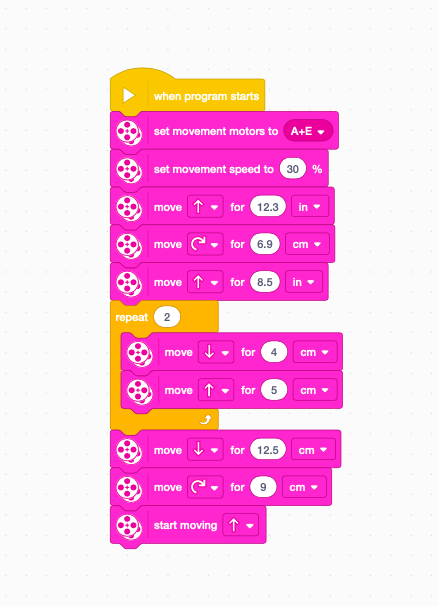 when program starts
set movement motors to A+E
set movement speed to 30 %
move for 12.3 in
move for 6.9 cm
move for 8.5 in
repeat 2
move for 4 cm
move for 5 cm
move for 12.5 cm
move for 9 cm
start moving